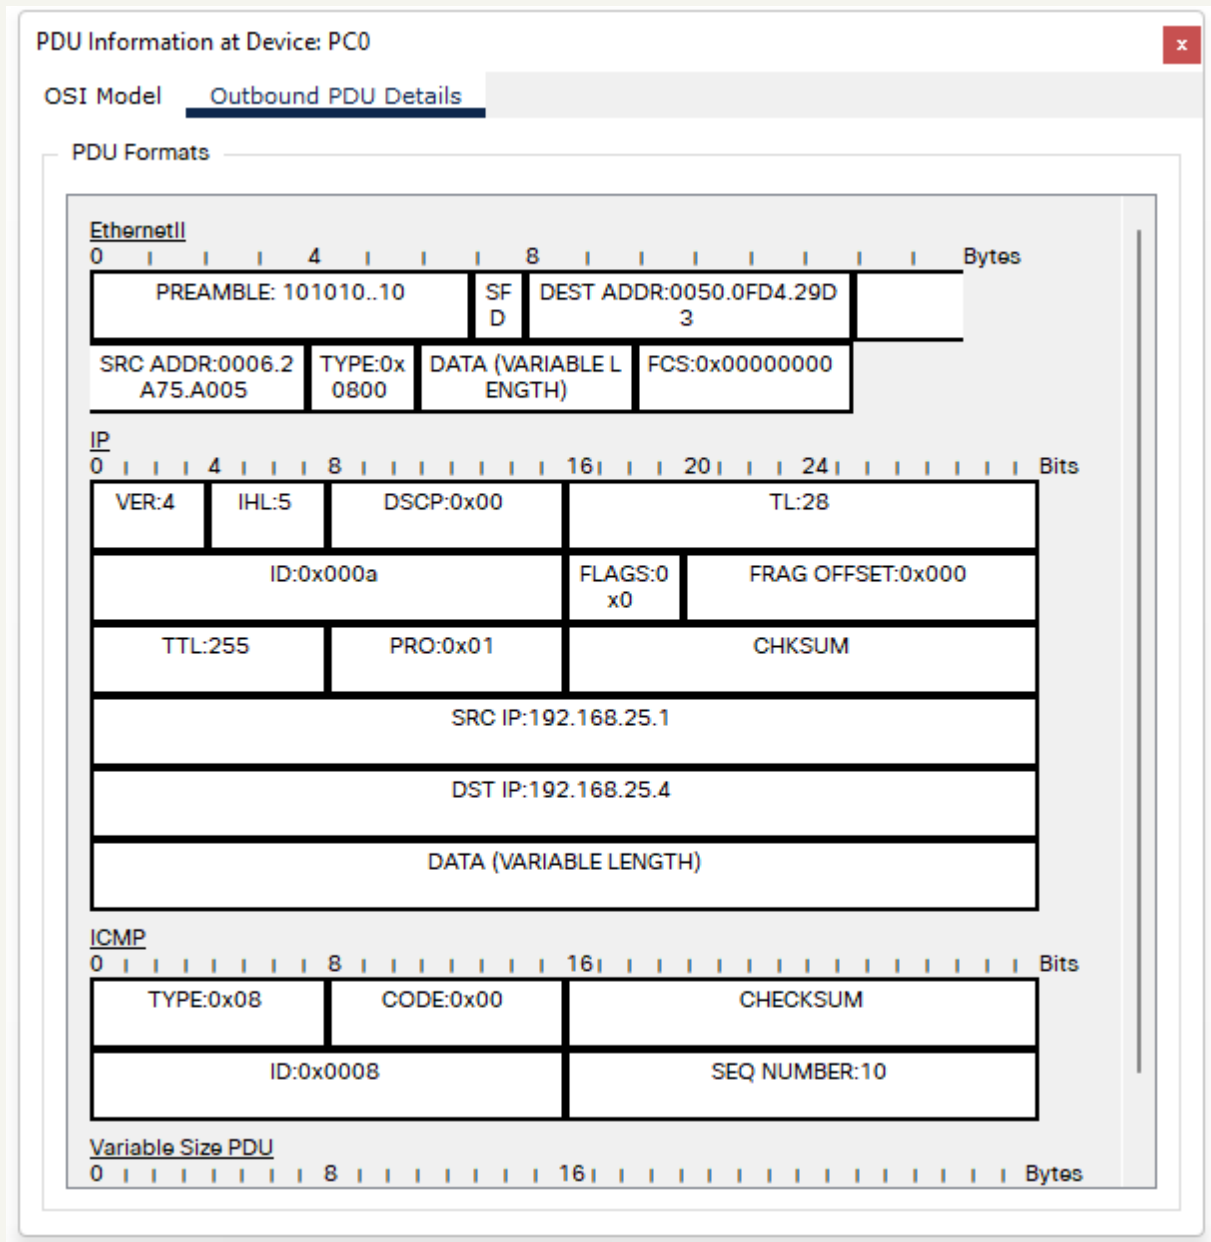 PDU Information at Device: PC0
x
OSI Model Outbound PDU Details
PDU Formats
EthernetII
0 4 8 Bytes
PREAMBLE: 101010..10 SF DEST ADDR:0050.0FD4.29D
D 3
SRC ADDR:0006.2 TYPE:0x DATA (VARIABLE L FCS:0x00000000
A75.A005 0800 ENGTH)
IP
0 4 8 16 20 24 Bits
VER:4 IHL:5 DSCP:0x00 TL:28
ID:0x000a FLAGS:0 FRAG OFFSET:0x000
x0
TTL:255 PRO:0x01 CHKSUM
SRC IP:192.168.25.1
DST IP:192.168.25.4
DATA (VARIABLE LENGTH)
ICMP
0 8 16 Bits
TYPE:0x08 CODE:0x00 CHECKSUM
ID:0x0008 SEQ NUMBER:10
Variable Size PDU
0 8 16 Bytes